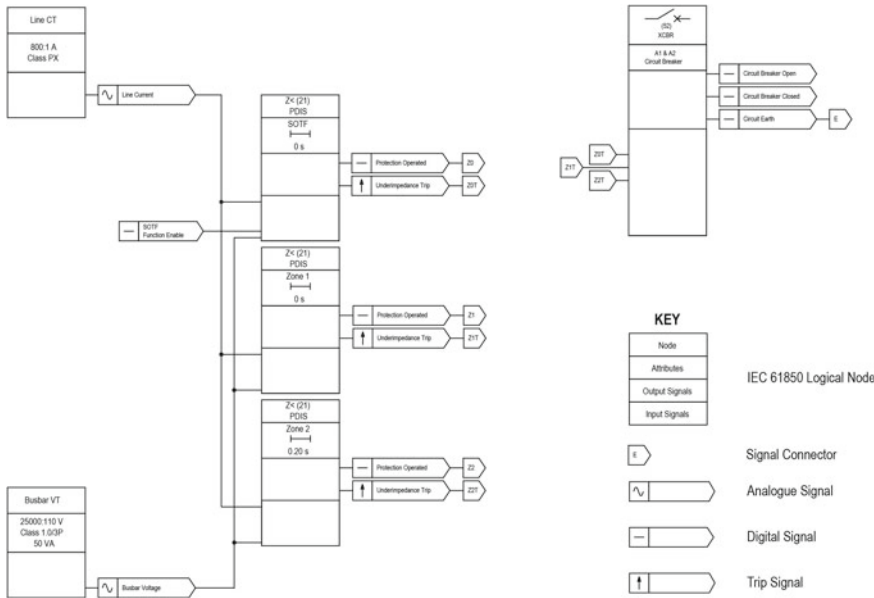 Line CT
800:1 A
Class PX
Line Current
Z< (21)
PDIS
SOTF
0 s
Protection Operated
Z0
Underimpedance Trip
Z0T
SOTF
Function Enable
Z< (21)
PDIS
Zone 1
0 s
Protection Operated
Z1
Underimpedance Trip
Z1T
Z< (21)
PDIS
Zone 2
0.20 s
Protection Operated
Z2
Underimpedance Trip
Z2T
Busbar VT
25000:110 V
Class 1.0/3P
50 VA
Busbar Voltage
(52)
XCBR
A1 & A2
Circuit Breaker
Circuit Breaker Open
Circuit Breaker Closed
Circuit Earth
E
Z0T
Z1T
Z2T
KEY
Node
Attributes
Output Signals
Input Signals
IEC 61850 Logical Node
E
Signal Connector
Analogue Signal
Digital Signal
Trip Signal